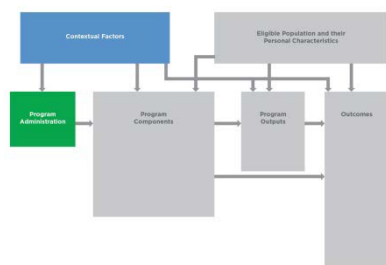 Contextual Factors
Eligible Population and their
Personal Characteristics
Program
Administration
Program
Components
Program
Outputs
Outcomes